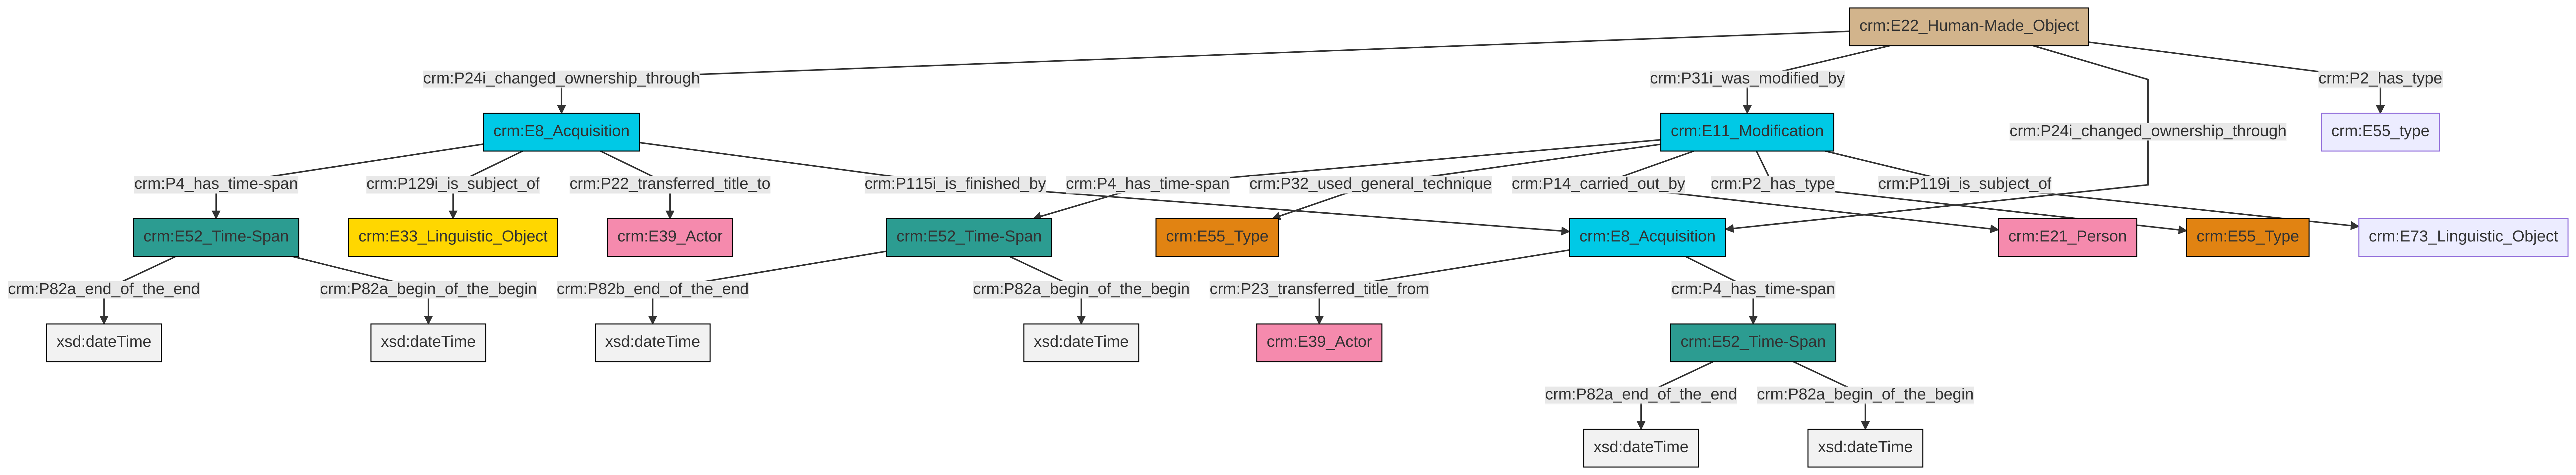 crm:E22_Human-Made_Object
crm:P24i_changed_ownership_through
crm:P31i_was_modified_by
crm:P2_has_type
crm:E8_Acquisition
crm:E11_Modification
crm:P24i_changed_ownership_through
crm:E55_type
crm:P4_has_time-span
crm:P129i_is_subject_of
crm:P22_transferred_title_to
crm:P115i_is_finished_by
crm:P4_has_time-span
crm:P32_used_general_technique
crm:P14_carried_out_by
crm:P2_has_type
crm:P119i_is_subject_of
crm:E52_Time-Span
crm:E33_Linguistic_Object
crm:E39_Actor
crm:E52_Time-Span
crm:E55_Type
crm:E8_Acquisition
crm:E21_Person
crm:E55_Type
crm:E73_Linguistic_Object
crm:P82a_end_of_the_end
crm:P82a_begin_of_the_begin
crm:P82b_end_of_the_end
crm:P82a_begin_of_the_begin
crm:P23_transferred_title_from
crm:P4_has_time-span
xsd:dateTime
xsd:dateTime
xsd:dateTime
xsd:dateTime
crm:E39_Actor
crm:E52_Time-Span
crm:P82a_end_of_the_end
crm:P82a_begin_of_the_begin
xsd:dateTime
xsd:dateTime